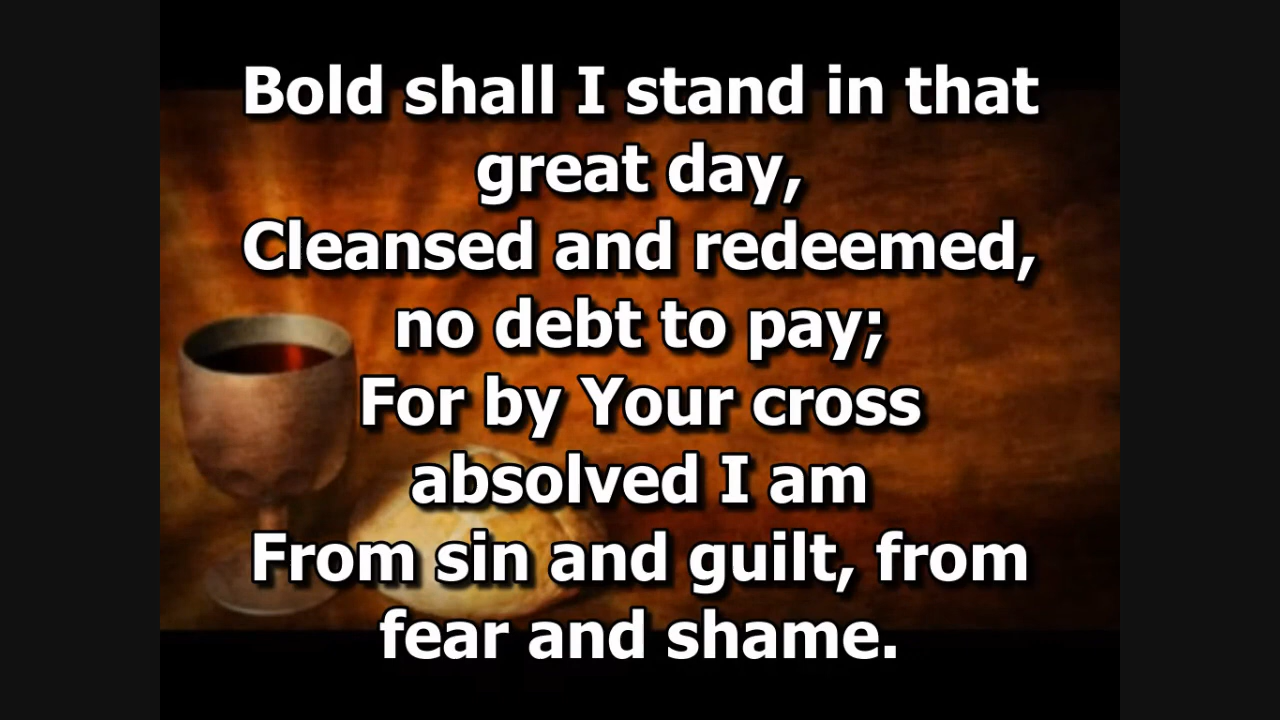 Bold shall I stand in that
great day,
Cleansed and redeemed,
no debt to pay;
For by Your cross
absolved I am
From sin and guilt, from
fear and shame.